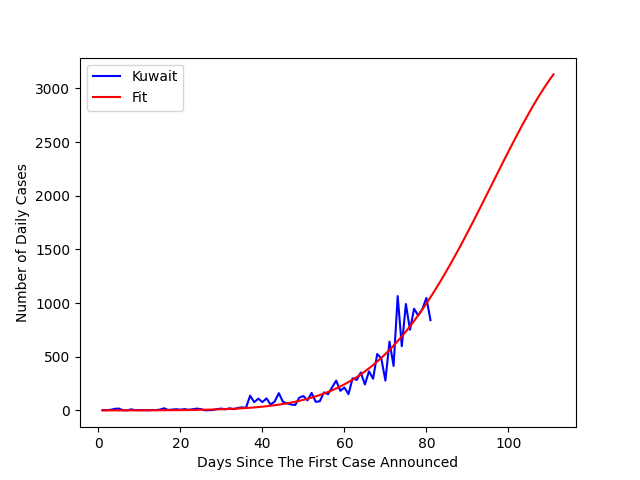 Kuwait
Fit
3000
2500
2000
1500
1000
500
0
Number of Daily Cases
0 20 40 60 80 100
Days Since The First Case Announced